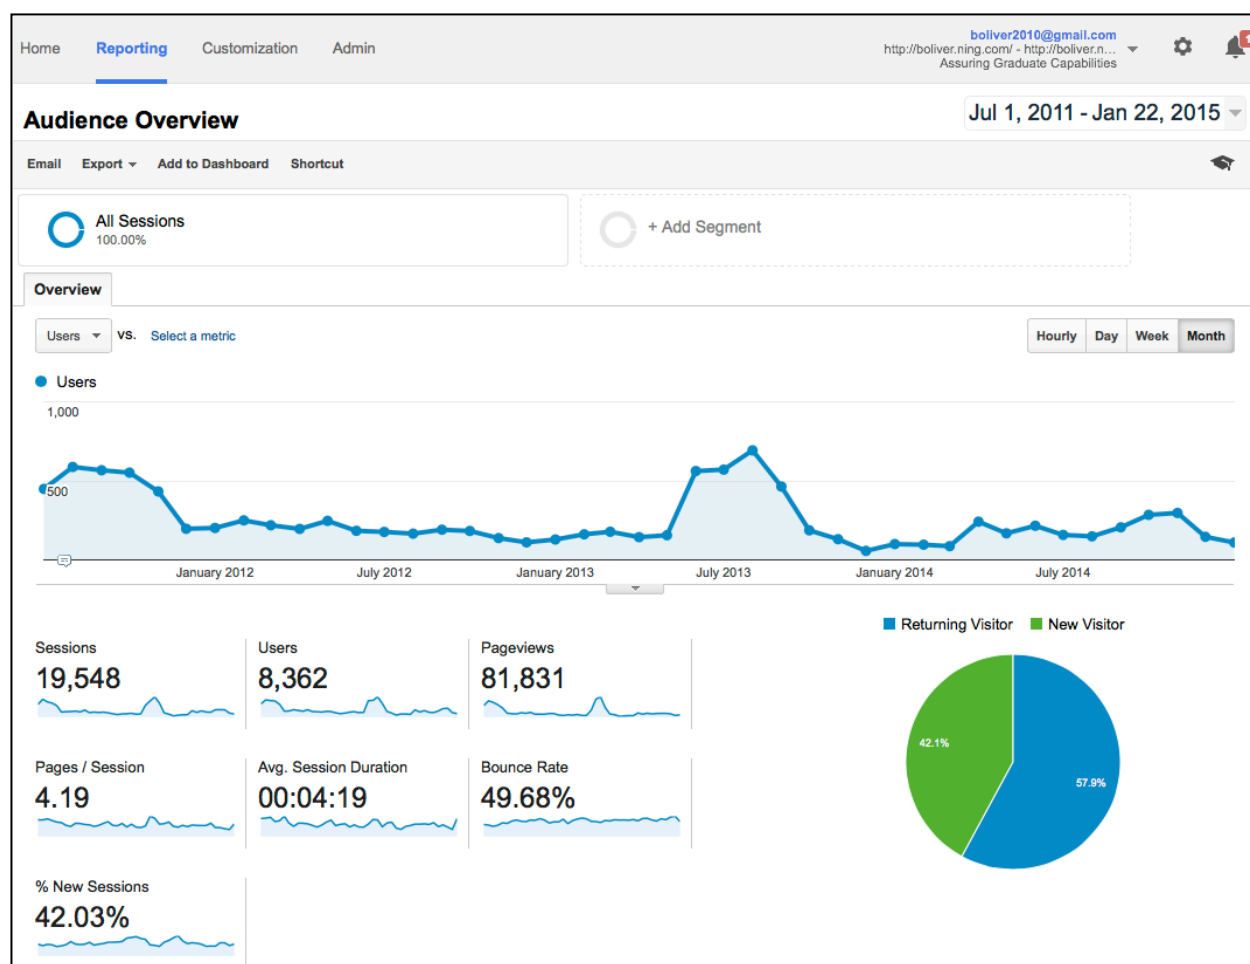 Home Reporting Customization Admin
boliver2010@gmail.com
http://boliver.ning.com/ - http://boliver.n...
Assuring Graduate Capabilities
1
Audience Overview
Jul 1, 2011 - Jan 22, 2015
Email Export Add to Dashboard Shortcut
All Sessions
100.00%
+ Add Segment
Overview
Users VS. Select a metric
Hourly Day Week Month
Users
1,000
500
January 2012 July 2012 January 2013 July 2013 January 2014 July 2014
Returning Visitor New Visitor
Sessions
19,548
Users
8,362
Pageviews
81,831
42.1%
57.9%
Pages / Session
4.19
Avg. Session Duration
00:04:19
Bounce Rate
49.68%
% New Sessions
42.03%